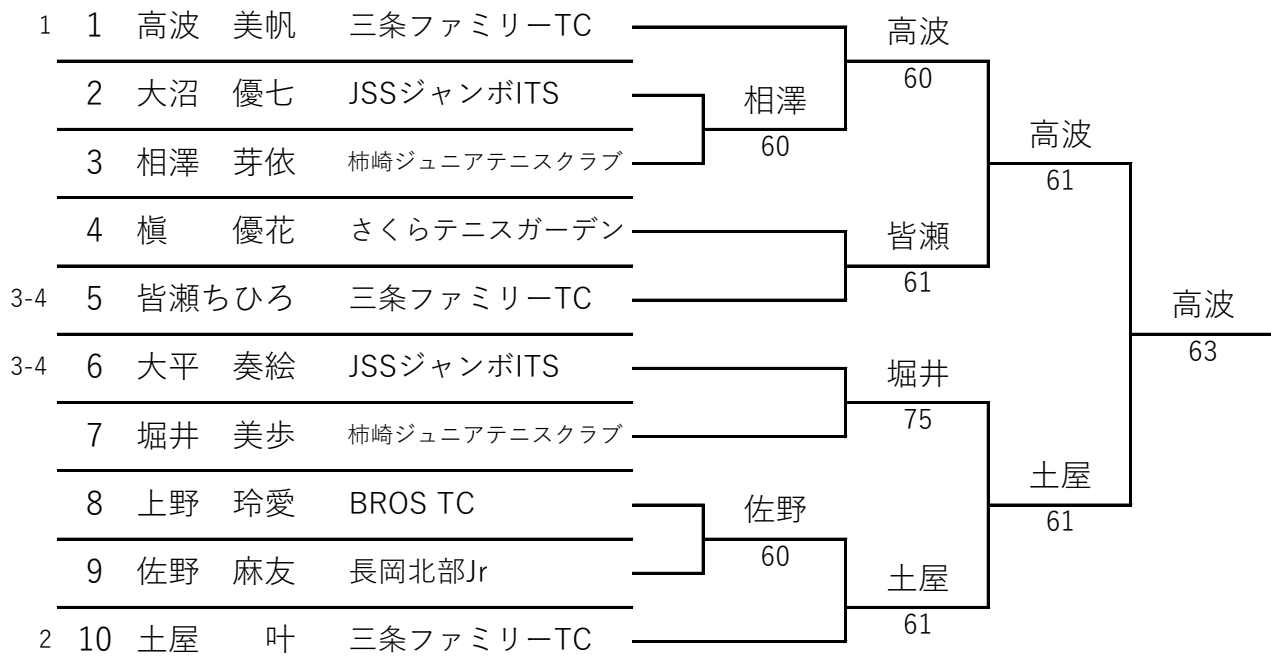 1 1 高波 美帆 三条ファミリーTC
高波
60
2 大沼 優七 JSSジャンボITS
相澤
60
高波
61
3 相澤 芽依 柿崎ジュニアテニスクラブ
4 槇 優花 さくらテニスガーデン
皆瀬
61
3-4 5 皆瀬ちひろ 三条ファミリーTC
高波
63
3-4 6 大平 奏絵 JSSジャンボITS
堀井
75
7 堀井 美歩 柿崎ジュニアテニスクラブ
土屋
61
8 上野 玲愛 BROS TC
佐野
60
9 佐野 麻友 長岡北部Jr
土屋
61
2 10 土屋 叶 三条ファミリーTC